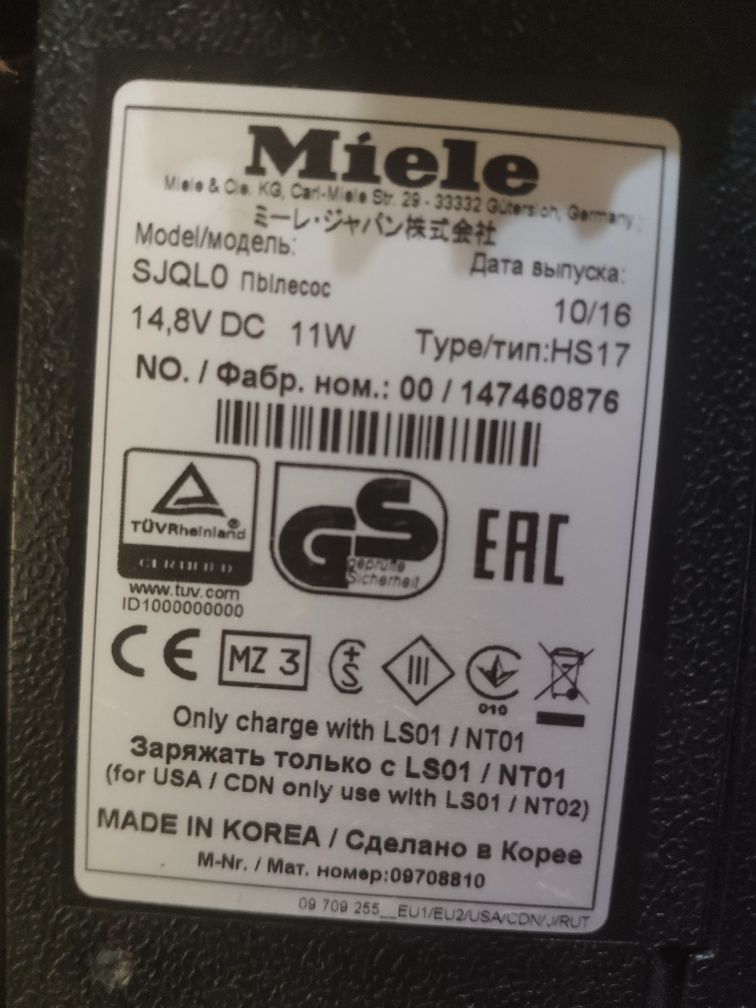 Miele
Miele & Cie. KG, Carl-Miele Str. 29 - 33332 Gütersloh, Germany
ミーレ・ジャパン株式会社
Model/модель:
Дата выпуска:
SJQL0 Пылесос
10/16
14,8V DC 11W Type/тип:HS17
NO. / Фабр. ном.: 00 / 147460876
TÜVRheinland®
CERTIFIED
www.tuv.com
ID1000000000
GS
geprüfte
Sicherheit
EAC
CE MZ 3 +S III
010
Only charge with LS01 / NT01
Заряжать только с LS01 / NT01
(for USA / CDN only use with LS01 / NT02)
MADE IN KOREA / Сделано в Корее
M-Nr. / Мат. номер:09708810
09 709 255__EU1/EU2/USA/CDN/J/RUT